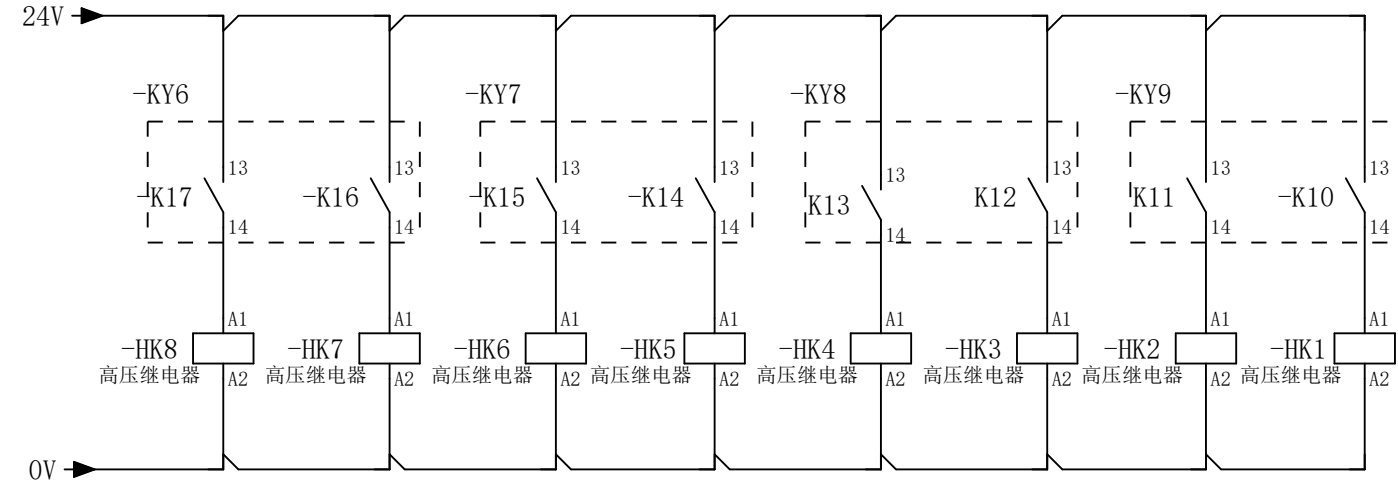 24V
-KY6 -KY7 -KY8 -KY9
13 13 13 13 13 13 13 13
-K17 -K16 -K15 -K14 K13 K12 K11 -K10
14 14 14 14 14 14 14 14
A1 A1 A1 A1 A1 A1 A1 A1
-HK8 -HK7 -HK6 -HK5 -HK4 -HK3 -HK2 -HK1
高压继电器 高压继电器 高压继电器 高压继电器 高压继电器 高压继电器 高压继电器 高压继电器
A2 A2 A2 A2 A2 A2 A2 A2
0V